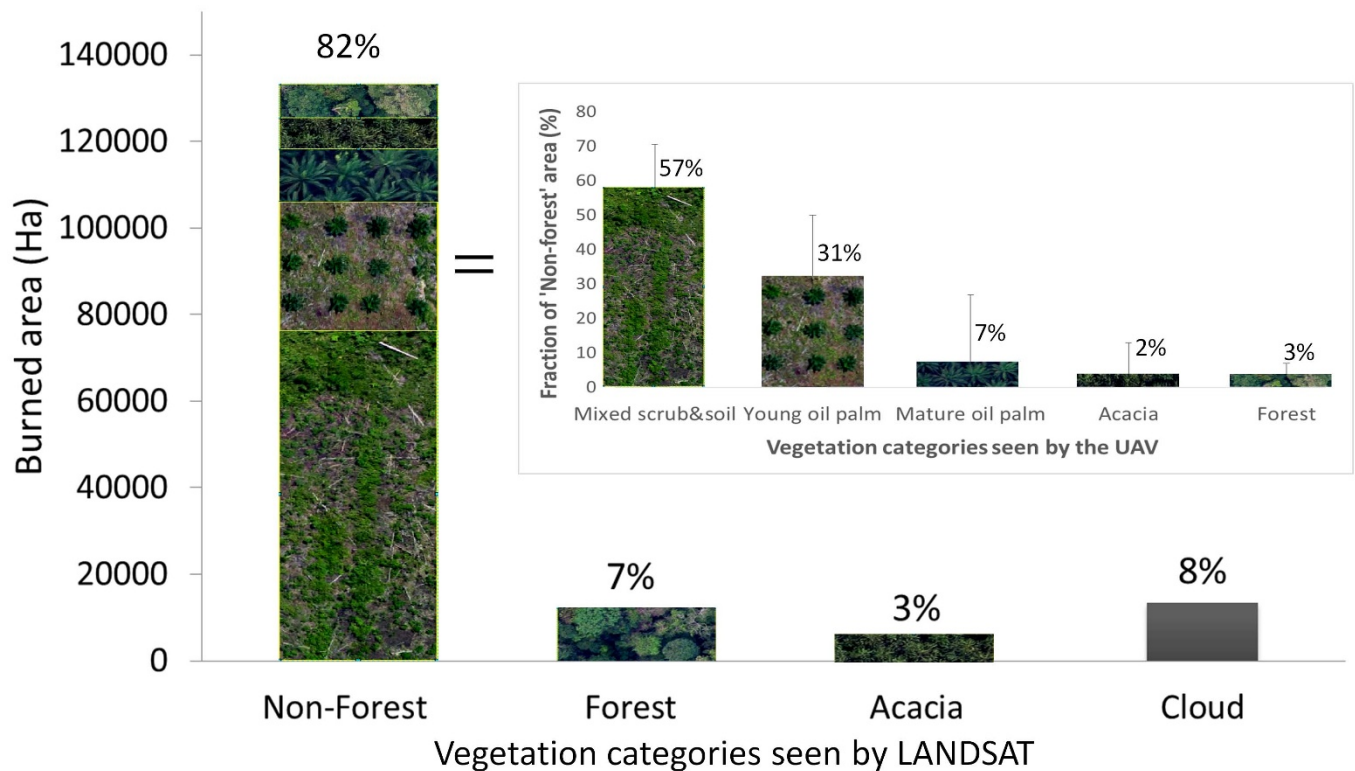 140000
120000
100000
80000
60000
40000
20000
0
Burned area (Ha)
82%
7%
3%
8%
Non-Forest
Forest
Acacia
Cloud
Vegetation categories seen by LANDSAT
=
80
70
60
50
40
30
20
10
0
Fraction of 'Non-forest' area (%)
57%
31%
7%
2%
3%
Mixed scrub&soil
Young oil palm
Mature oil palm
Acacia
Forest
Vegetation categories seen by the UAV